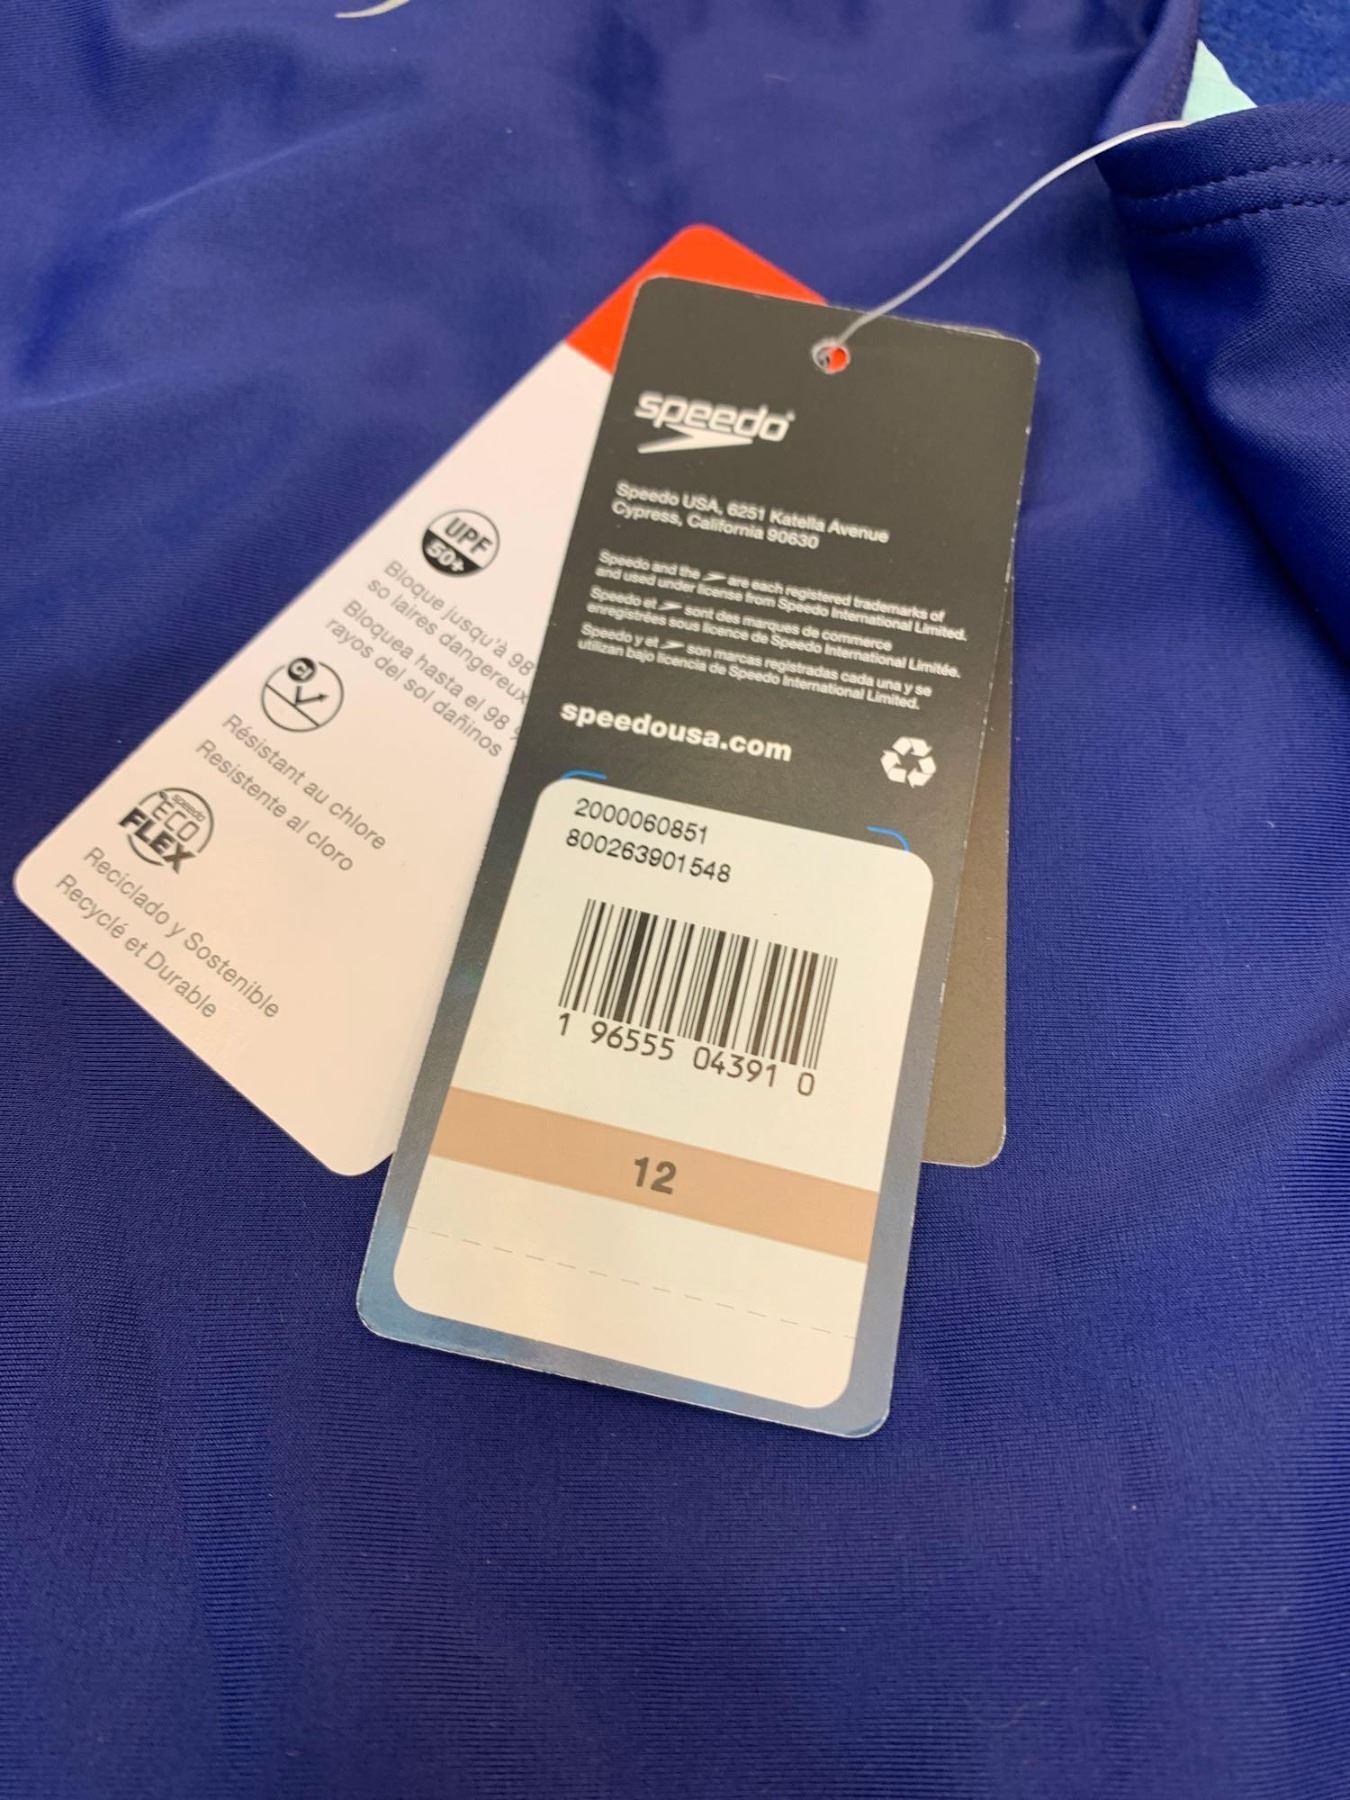 speedo
Speedo USA, 6251 Katella Avenue
Cypress, California 90630
Speedo and the are each registered trademarks of
and used under license from Speedo International Limited.
Speedo et sont des marques de commerce
enregistrées sous licence de Speedo International Limitée.
Speedo y et son marcas registradas cada una y se
utilizan bajo licencia de Speedo International Limited.
speedousa.com
2000060851
800263901548
1 96555 04391 0
12
UPF
50+
Bloque jusqu'à 98
so laires dangereux
Bloquea hasta el 98
rayos del sol dañinos
Cl
Résistant au chlore
Resistente al cloro
speedo
ECO
FLEX
Reciclado y Sostenible
Recyclé et Durable